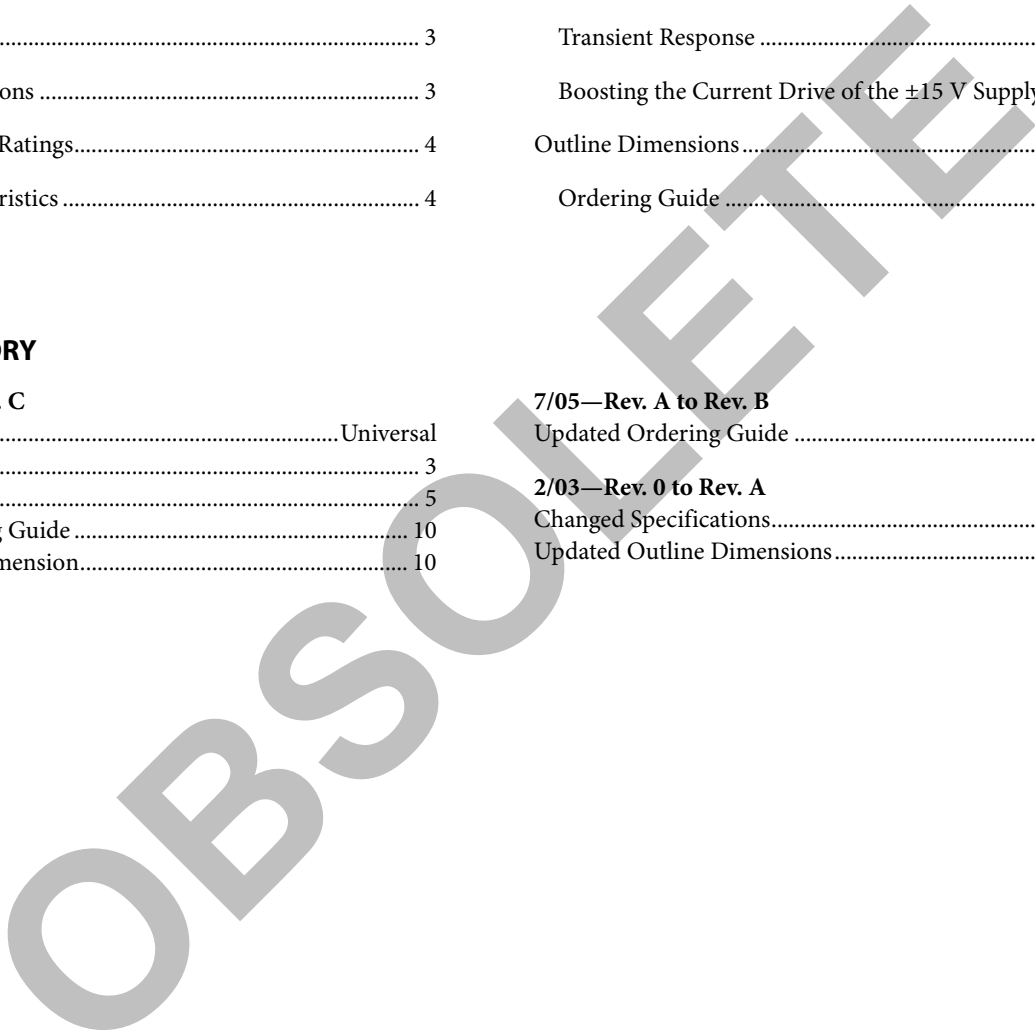 ................................ 3
ons ................................ 3
Ratings................................ 4
ristics ................................ 4
ORY
. C
................................Universal
................................ 3
................................ 5
g Guide ................................ 10
mension................................ 10
Transient Response ................................
Boosting the Current Drive of the ±15 V Supply
Outline Dimensions ................................
Ordering Guide ................................
7/05—Rev. A to Rev. B
Updated Ordering Guide ................................
2/03—Rev. 0 to Rev. A
Changed Specifications................................
Updated Outline Dimensions ................................
OBSOLETE